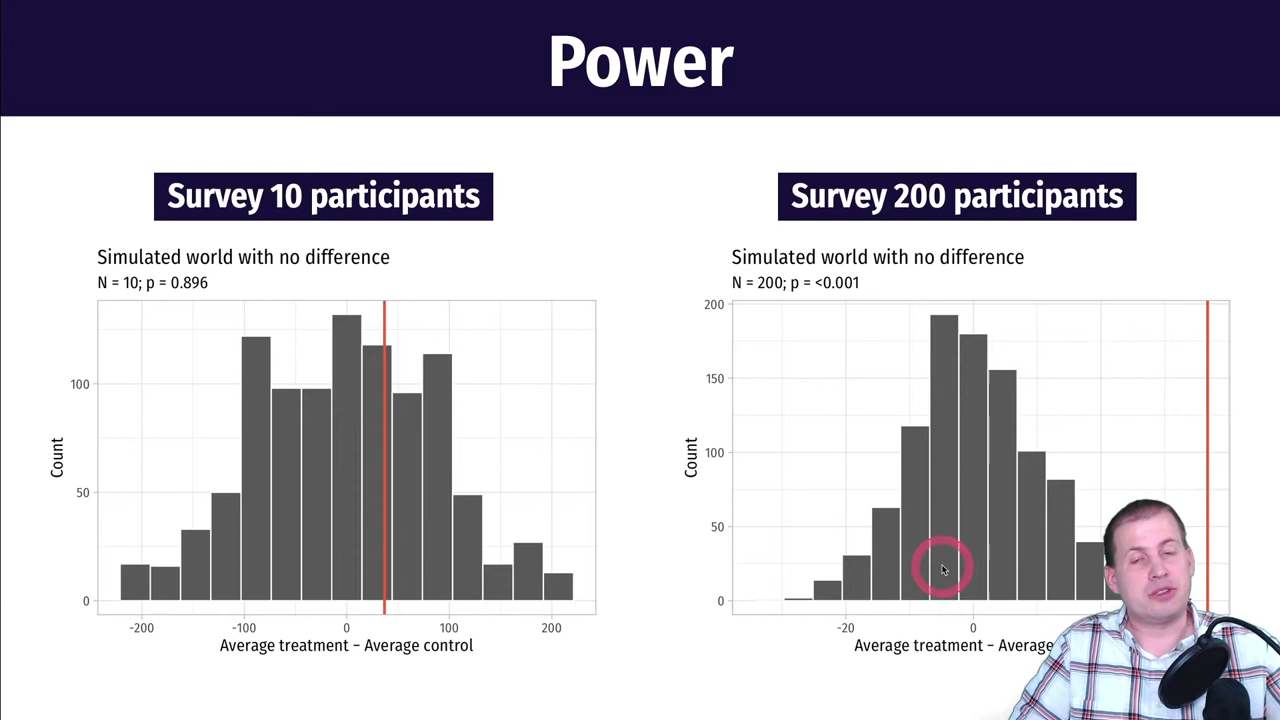 Power
Survey 10 participants
Simulated world with no difference
N = 10; p = 0.896
100
50
0
Count
-200
-100
0
100
200
Average treatment − Average control
Survey 200 participants
Simulated world with no difference
N = 200; p = <0.001
200
150
100
50
0
Count
-20
0
Average treatment − Average